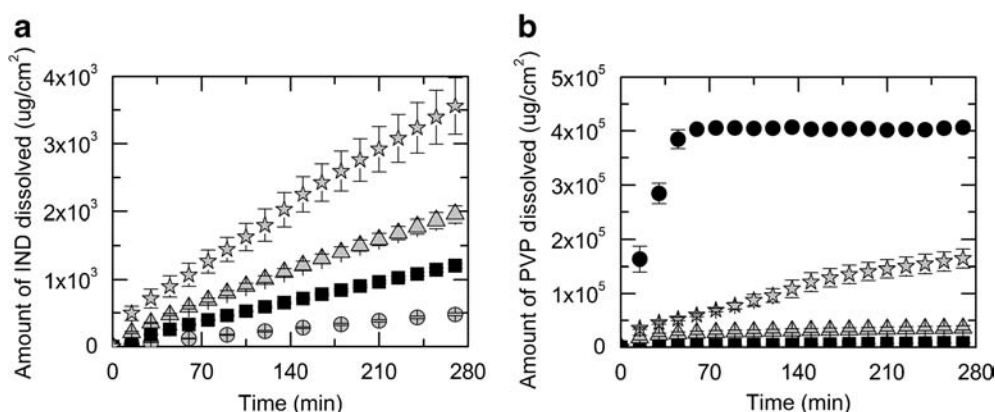 a
Amount of IND dissolved (ug/cm²)
4x10³
3x10³
2x10³
1x10³
0
0 70 140 210 280
Time (min)
b
Amount of PVP dissolved (ug/cm²)
5x10⁵
4x10⁵
3x10⁵
1x10⁵
1x10⁵
0
0 70 140 210 280
Time (min)